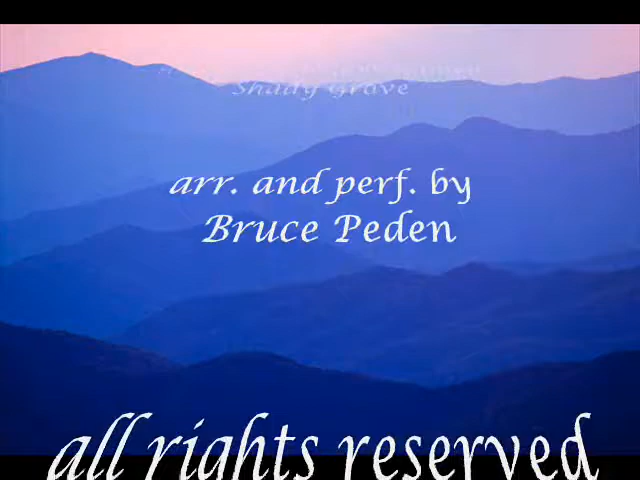 Shady Grove
arr. and perf. by
Bruce Peden
all rights reserved